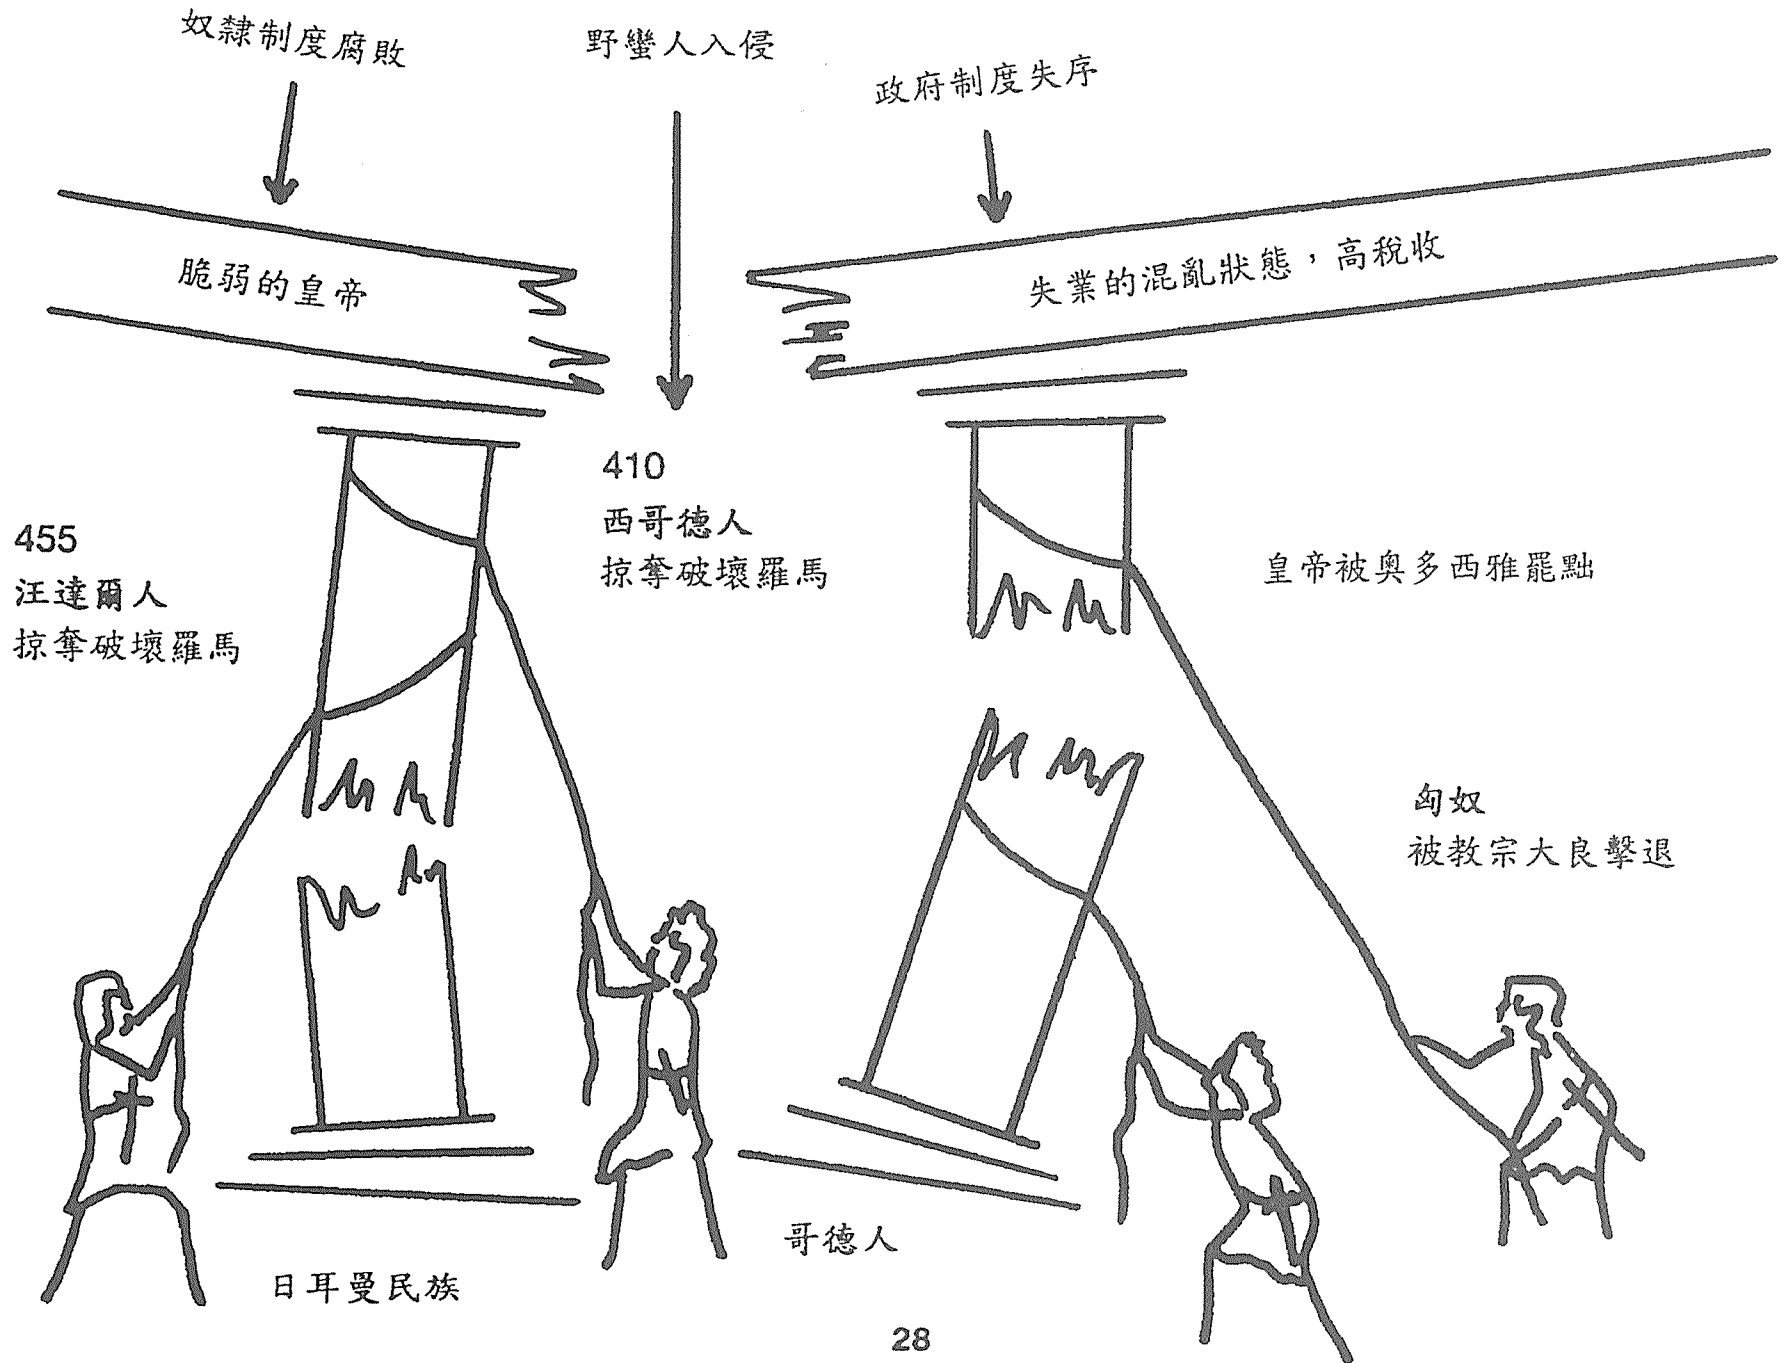 奴隸制度腐敗
野蠻人入侵
政府制度失序
脆弱的皇帝
失業的混亂狀態，高稅收
410
西哥德人
掠奪破壞羅馬
455
汪達爾人
掠奪破壞羅馬
皇帝被奧多西雅罷黜
匈奴
被教宗大良擊退
哥德人
日耳曼民族
28